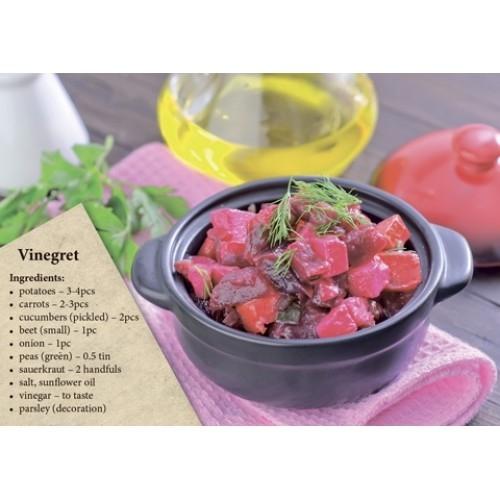 Vinegret
Ingredients:
• potatoes – 3-4pcs
• carrots – 2-3pcs
• cucumbers (pickled) – 2pcs
• beet (small) – 1pc
• onion – 1pc
• peas (green) – 0.5 tin
• sauerkraut – 2 handfuls
• salt, sunflower oil
• vinegar – to taste
• parsley (decoration)